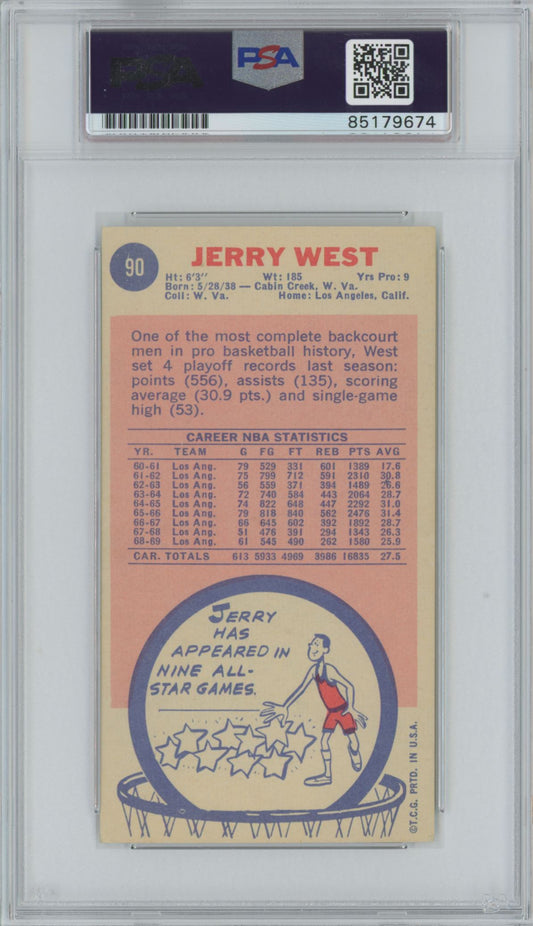 PSA
85179674
90
JERRY WEST
Ht: 6'3" Wt: 185 Yrs Pro: 9
Born: 5/28/38 — Cabin Creek, W. Va.
Coll: W. Va. Home: Los Angeles, Calif.
One of the most complete backcourt
men in pro basketball history, West
set 4 playoff records last season:
points (556), assists (135), scoring
average (30.9 pts.) and single-game
high (53).
CAREER NBA STATISTICS
YR. TEAM G FG FT REB PTS AVG
60-61 Los Ang. 79 529 331 601 1389 17.6
61-62 Los Ang. 75 799 712 591 2310 30.8
62-63 Los Ang. 56 559 371 394 1489 26.6
63-64 Los Ang. 72 740 584 443 2064 28.7
64-65 Los Ang. 74 822 648 447 2292 31.0
65-66 Los Ang. 79 818 840 562 2476 31.4
66-67 Los Ang. 66 645 602 392 1892 28.7
67-68 Los Ang. 51 476 391 284 1343 26.3
68-89 Los Ang. 61 545 490 262 1580 25.9
CAR. TOTALS 613 5933 4969 3986 16835 27.5
JERRY
HAS
APPEARED IN
NINE ALL-
STAR GAMES.
©T.C.G. PRTD. IN U.S.A.